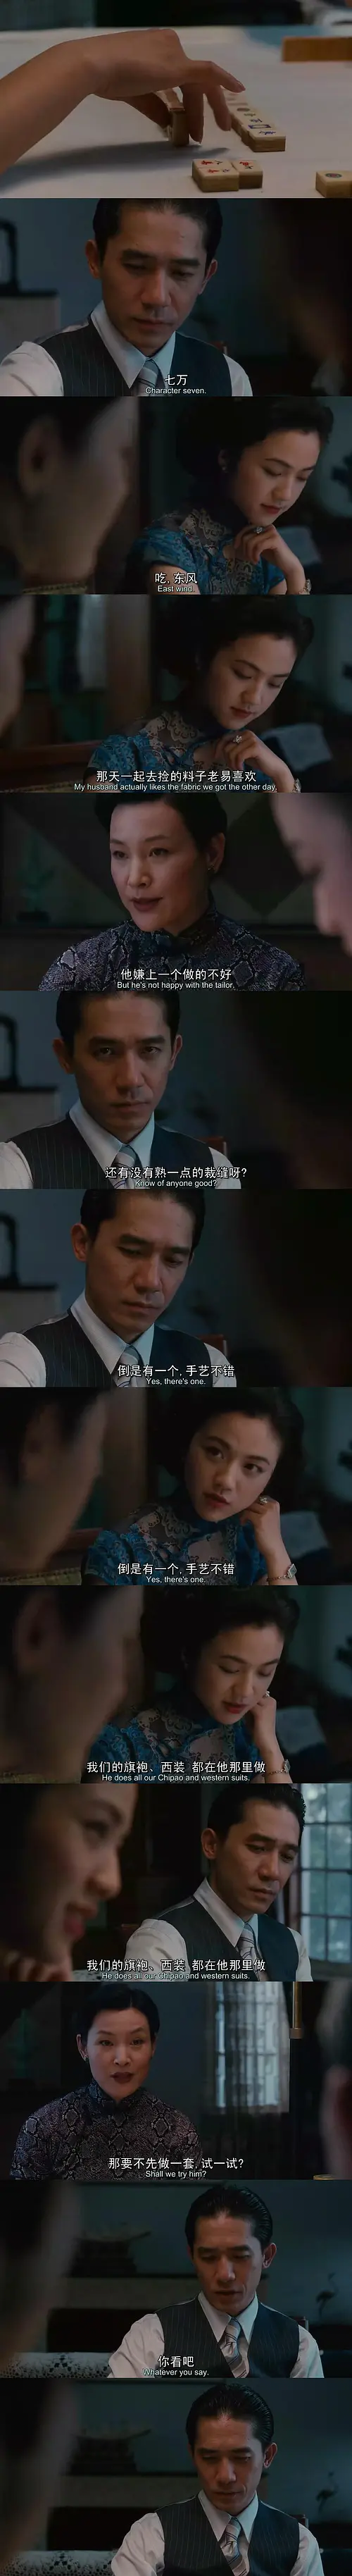 七万
Character seven.
吃，东风
East wind.
那天一起去捡的料子老易喜欢
My husband actually likes the fabric we got the other day.
他嫌上一个做的不好
But he's not happy with the tailor.
还有没有熟一点的裁缝呀?
Know of anyone good?
倒是有一个，手艺不错
Yes, there's one.
倒是有一个，手艺不错
Yes, there's one.
我们的旗袍、西装 都在他那里做
He does all our Chipao and western suits.
我们的旗袍、西装 都在他那里做
He does all our Chipao and western suits.
那要不先做一套，试一试?
Shall we try him?
你看吧
Whatever you say.